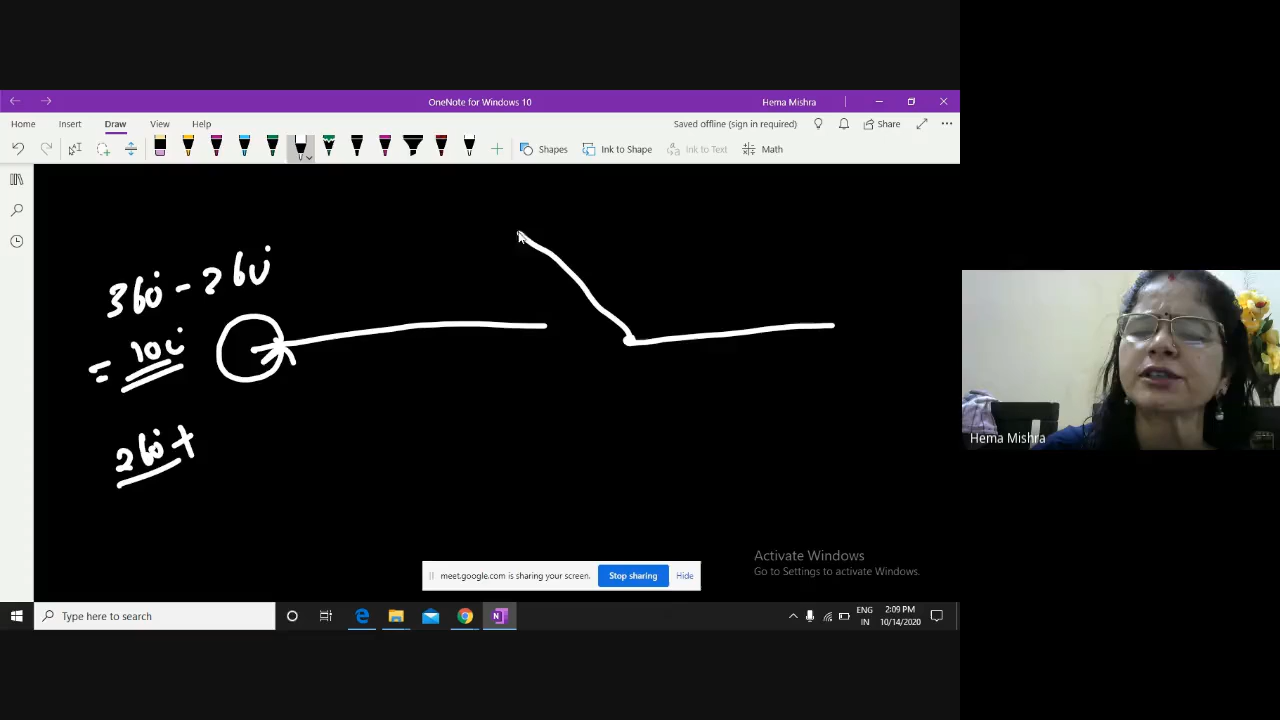 OneNote for Windows 10
Hema Mishra
Home Insert Draw View Help
Saved offline (sign in required)
Share
Shapes
Ink to Shape
Ink to Text
Math
360° - 260°
= 100°
260° +
Hema Mishra
Activate Windows
Go to Settings to activate Windows.
meet.google.com is sharing your screen.
Stop sharing
Hide
Type here to search
ENG
IN
2:09 PM
10/14/2020